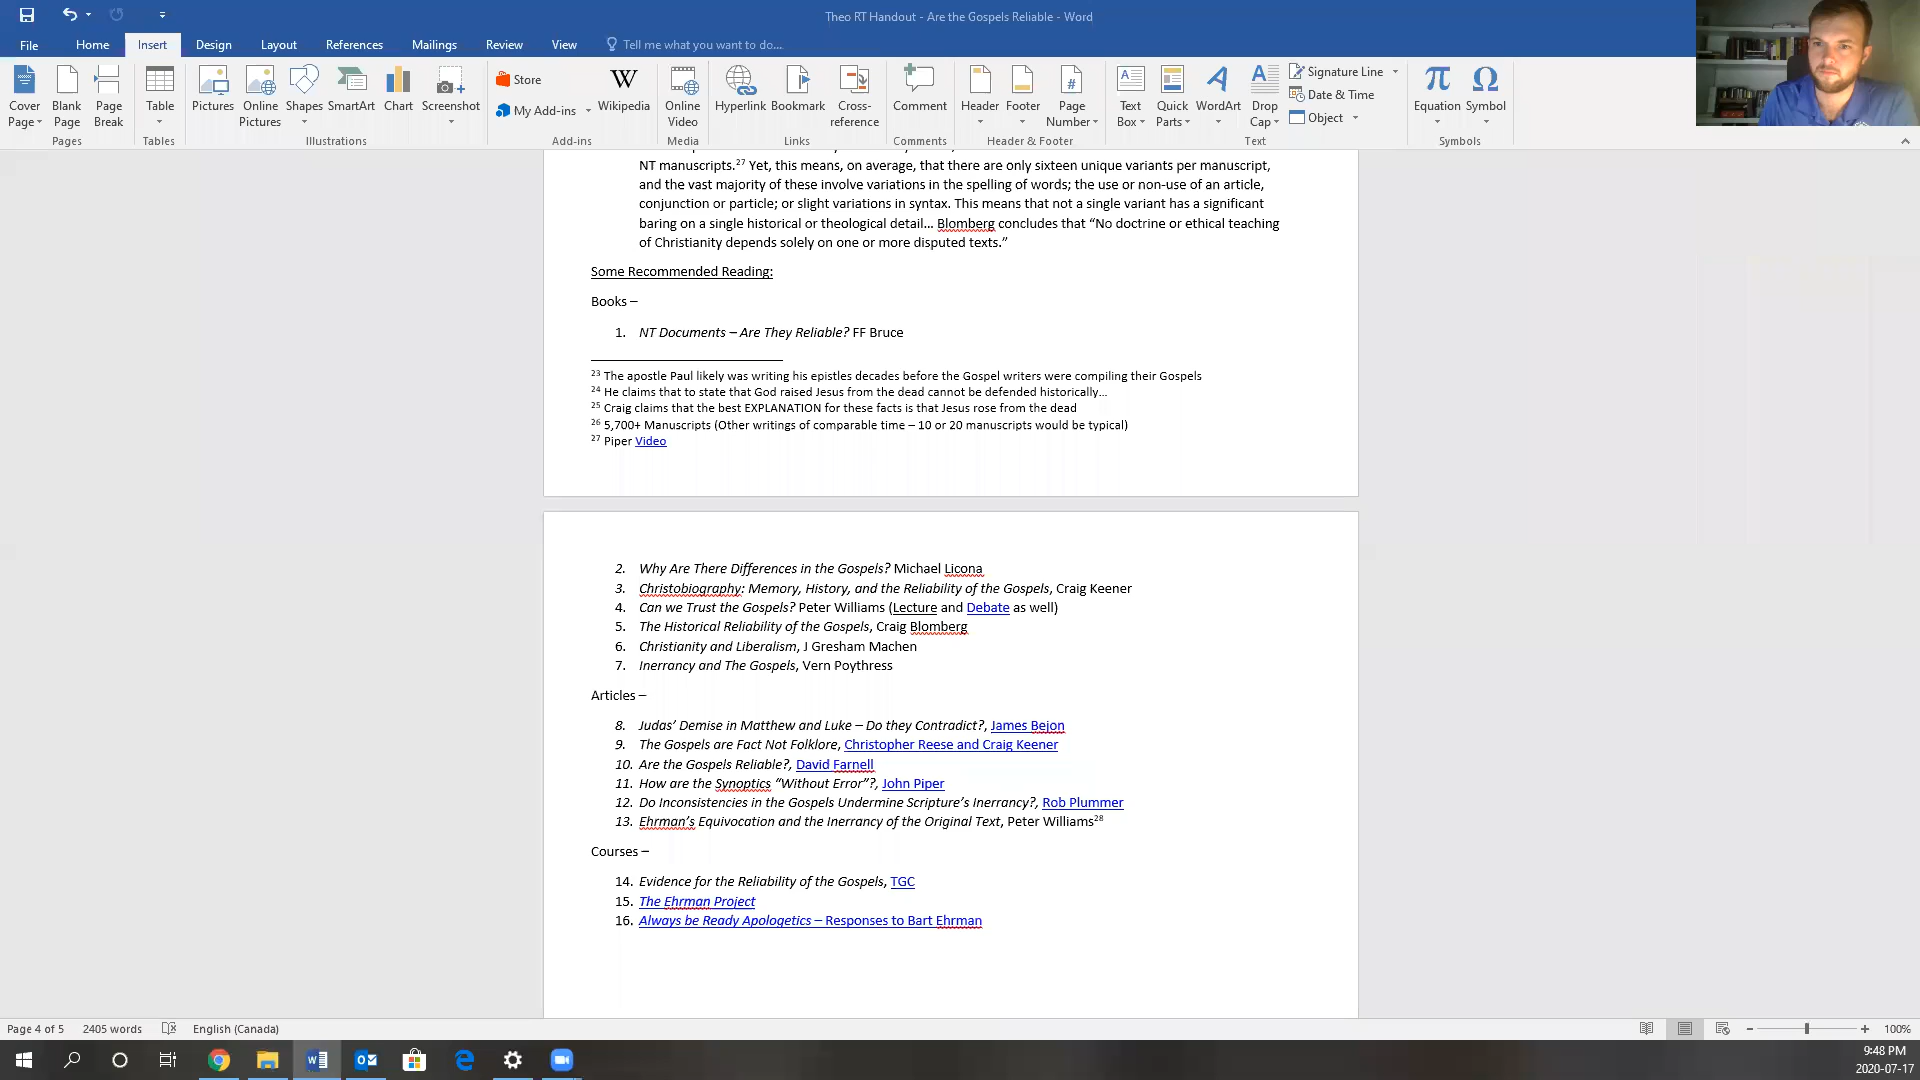 Theo RT Handout - Are the Gospels Reliable - Word
File Home Insert Design Layout References Mailings Review View Tell me what you want to do...
Cover Page
Blank Page
Page Break
Table
Pictures
Online Pictures
Shapes
SmartArt
Chart
Screenshot
Store
My Add-ins
W
Wikipedia
Online Video
Hyperlink
Bookmark
Cross-reference
Comment
Header
Footer
Page Number
Text Box
Quick Parts
WordArt
Drop Cap
Signature Line
Date & Time
Object
Equation
Symbol
Pages Tables Illustrations Add-ins Media Links Comments Header & Footer Text Symbols
NT manuscripts.27 Yet, this means, on average, that there are only sixteen unique variants per manuscript,
and the vast majority of these involve variations in the spelling of words; the use or non-use of an article,
conjunction or particle; or slight variations in syntax. This means that not a single variant has a significant
baring on a single historical or theological detail… Blomberg concludes that “No doctrine or ethical teaching
of Christianity depends solely on one or more disputed texts.”
Some Recommended Reading:
Books –
1. NT Documents – Are They Reliable? FF Bruce
23 The apostle Paul likely was writing his epistles decades before the Gospel writers were compiling their Gospels
24 He claims that to state that God raised Jesus from the dead cannot be defended historically…
25 Craig claims that the best EXPLANATION for these facts is that Jesus rose from the dead
26 5,700+ Manuscripts (Other writings of comparable time – 10 or 20 manuscripts would be typical)
27 Piper Video
2. Why Are There Differences in the Gospels? Michael Licona
3. Christobiography: Memory, History, and the Reliability of the Gospels, Craig Keener
4. Can we Trust the Gospels? Peter Williams (Lecture and Debate as well)
5. The Historical Reliability of the Gospels, Craig Blomberg
6. Christianity and Liberalism, J Gresham Machen
7. Inerrancy and The Gospels, Vern Poythress
Articles –
8. Judas’ Demise in Matthew and Luke – Do they Contradict?, James Bejon
9. The Gospels are Fact Not Folklore, Christopher Reese and Craig Keener
10. Are the Gospels Reliable?, David Farnell
11. How are the Synoptics “Without Error”?, John Piper
12. Do Inconsistencies in the Gospels Undermine Scripture’s Inerrancy?, Rob Plummer
13. Ehrman’s Equivocation and the Inerrancy of the Original Text, Peter Williams28
Courses –
14. Evidence for the Reliability of the Gospels, TGC
15. The Ehrman Project
16. Always be Ready Apologetics – Responses to Bart Ehrman
Page 4 of 5 2405 words English (Canada) 100%
9:48 PM
2020-07-17